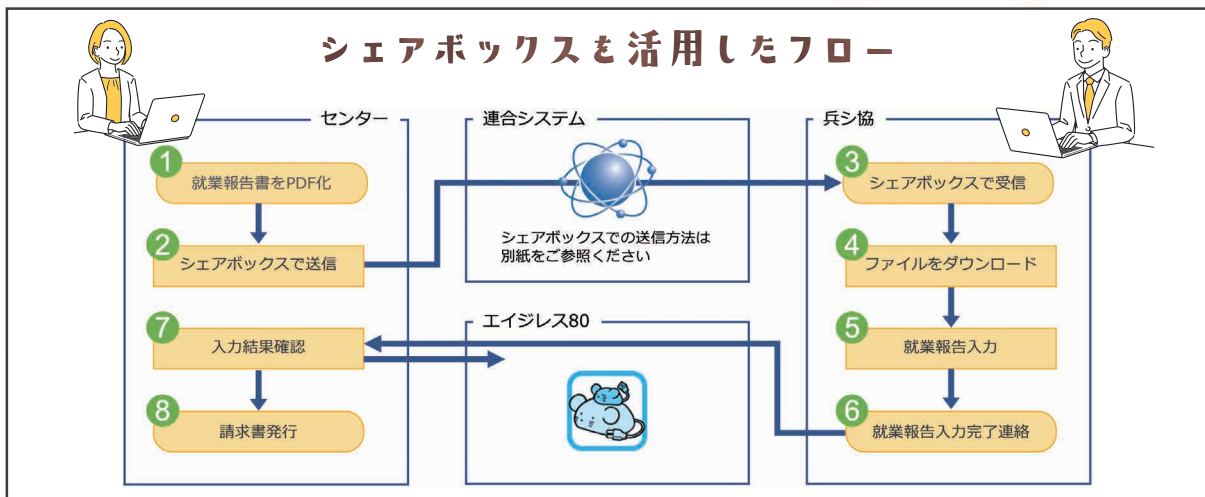 シェアボックスを活用したフロー
センター
1
就業報告書をPDF化
2
シェアボックスで送信
7
入力結果確認
8
請求書発行
連合システム
シェアボックスでの送信方法は
別紙をご参照ください
エイジレス80
兵シ協
3
シェアボックスで受信
4
ファイルをダウンロード
5
就業報告入力
6
就業報告入力完了連絡